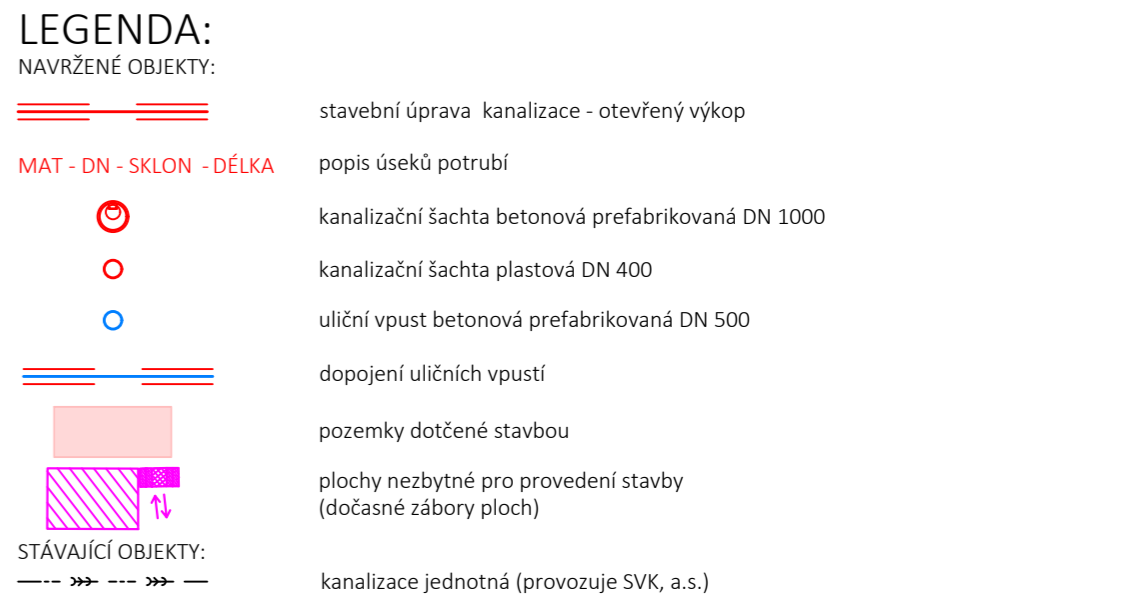 LEGENDA:
NAVRŽENÉ OBJEKTY:
stavební úprava kanalizace - otevřený výkop
MAT - DN - SKLON - DÉLKA popis úseků potrubí
kanalizační šachta betonová prefabrikovaná DN 1000
kanalizační šachta plastová DN 400
uliční vpust betonová prefabrikovaná DN 500
dopojení uličních vpustí
pozemky dotčené stavbou
plochy nezbytné pro provedení stavby
(dočasné zábory ploch)
STÁVAJÍCÍ OBJEKTY:
kanalizace jednotná (provozuje SVK, a.s.)